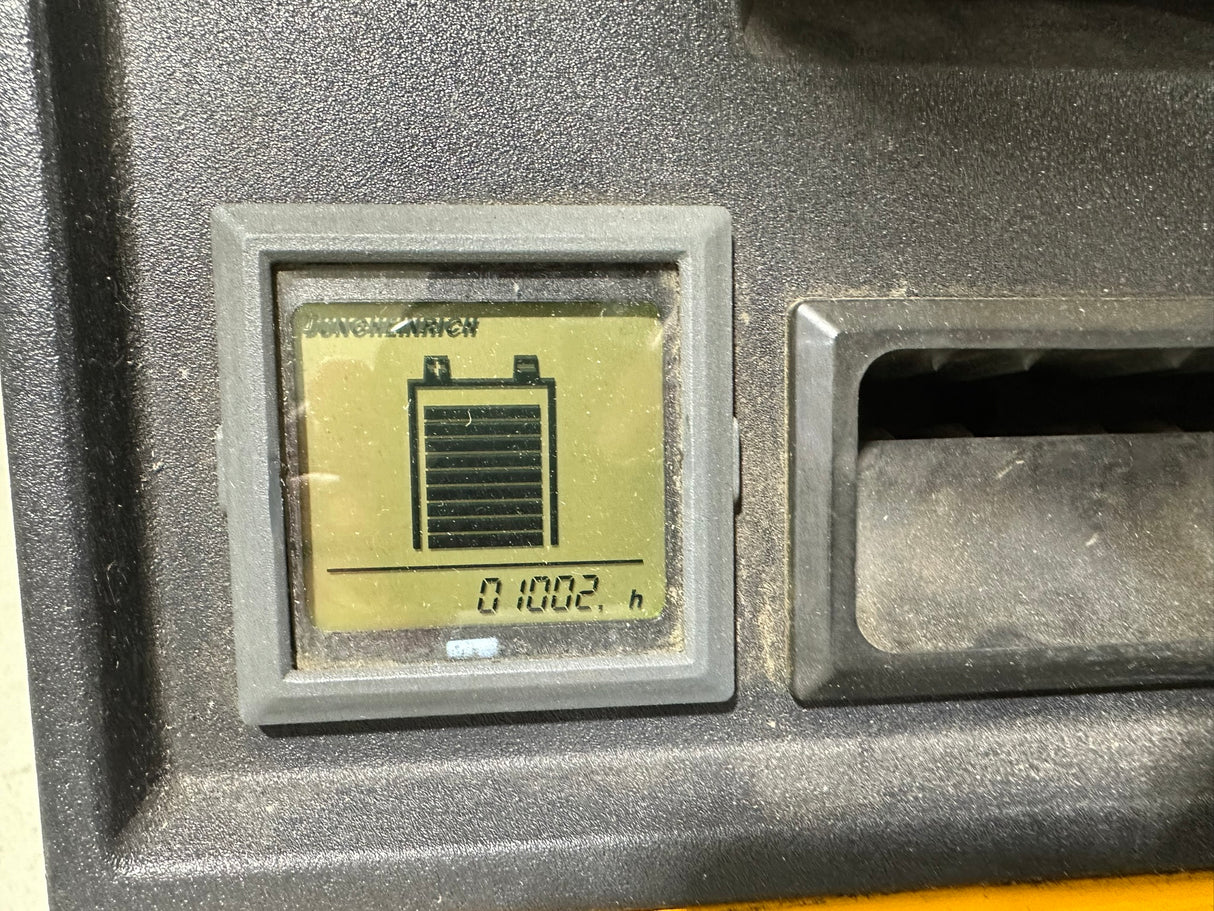 JUNGHEINRICH
+ −
01002. h